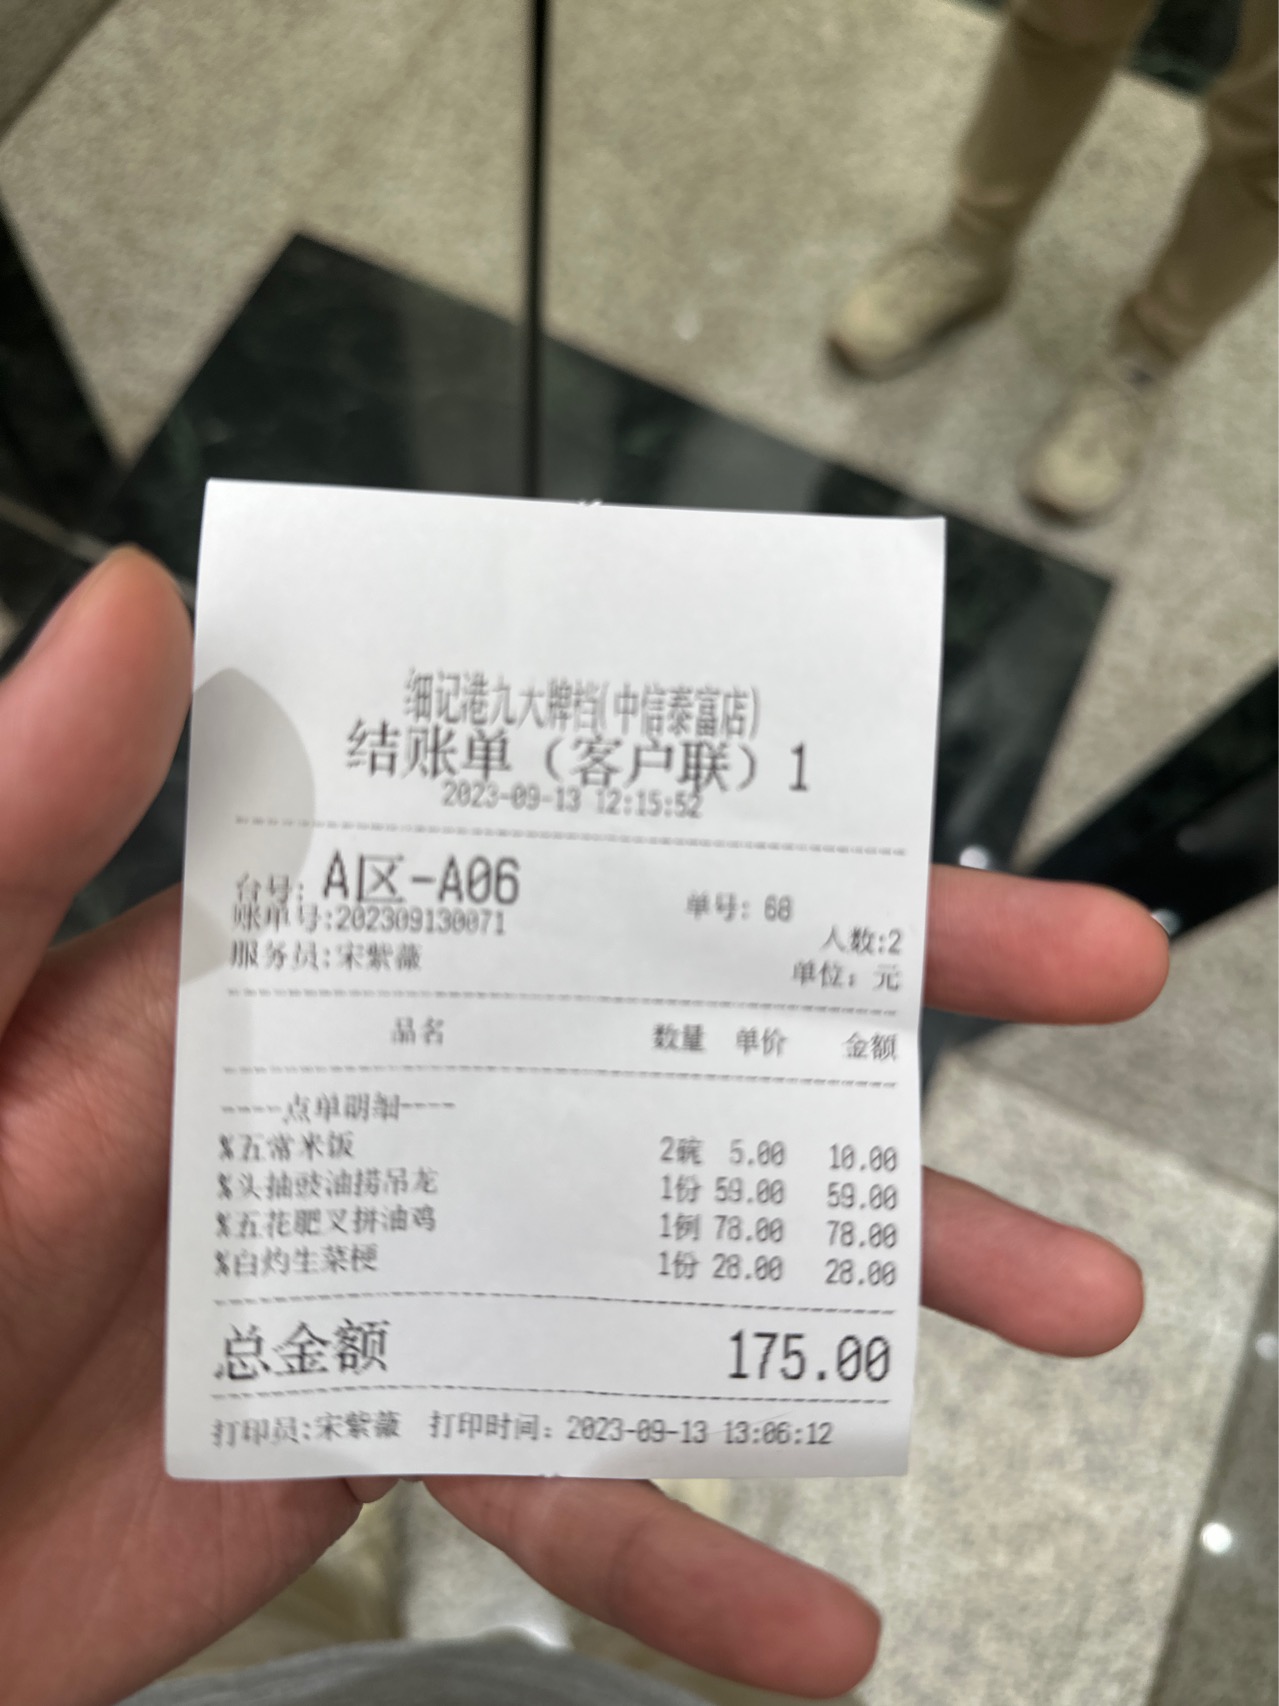 细记港九大牌档(中信泰富店)
结账单（客户联）1
2023-09-13 12:15:52
台号: A区-A06 单号: 68
账单号:202309130071 人数:2
服务员:宋紫薇 单位: 元
品名 数量 单价 金额
----点单明细----
%五常米饭 2碗 5.00 10.00
%头抽豉油捞吊龙 1份 59.00 59.00
%五花肥叉拼油鸡 1例 78.00 78.00
%白灼生菜梗 1份 28.00 28.00
总金额 175.00
打印员:宋紫薇 打印时间: 2023-09-13 13:06:12